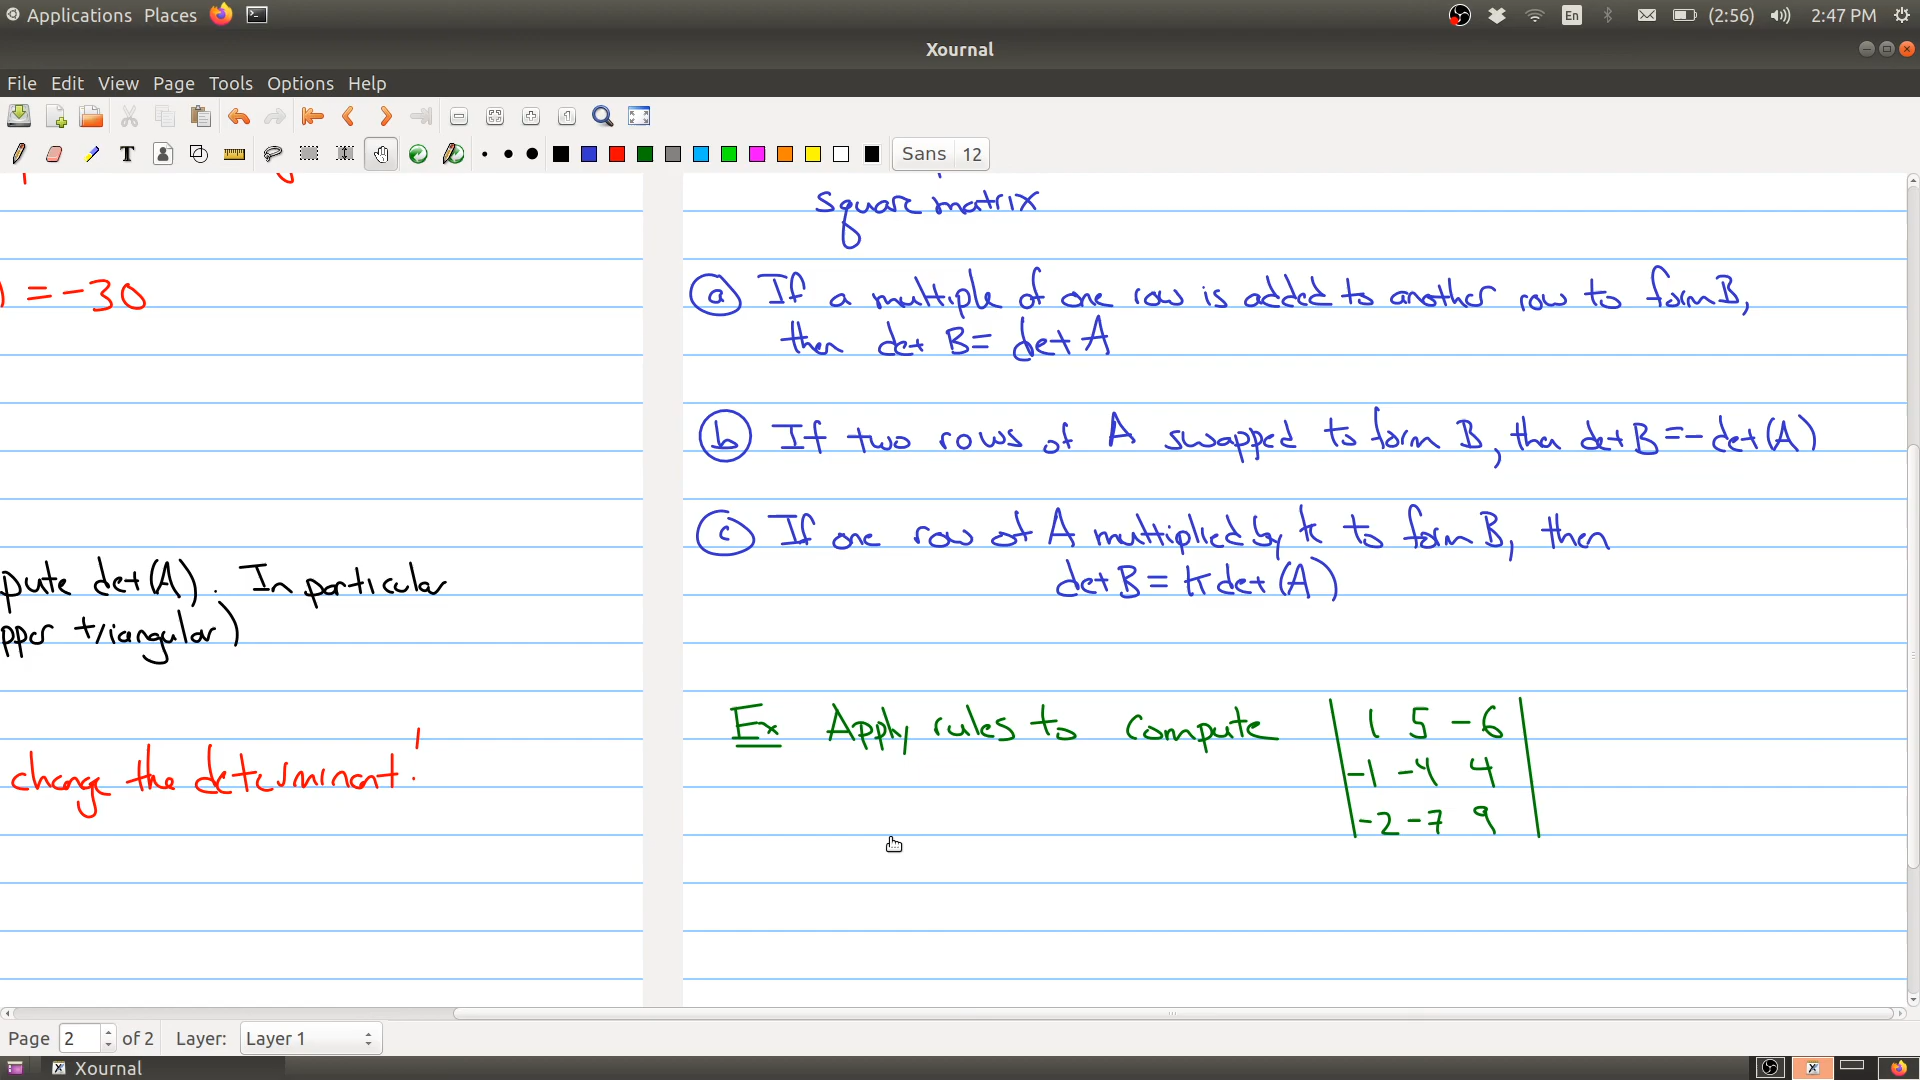 Applications Places
En (2:56) 2:47 PM
Xournal
File Edit View Page Tools Options Help
T Sans 12
square matrix
) = -30
(a) If a multiple of one row is added to another row to form B,
then det B = det A
(b) If two rows of A swapped to form B, then det B = - det(A)
(c) If one row of A multiplied by k to form B, then
det B = k det(A)
pute det(A). In particular
pper triangular)
change the determinant!
Ex Apply rules to compute | 1 5 -6 |
-1 -4 4
-2 -7 9
Page 2 of 2 Layer: Layer 1
Xournal